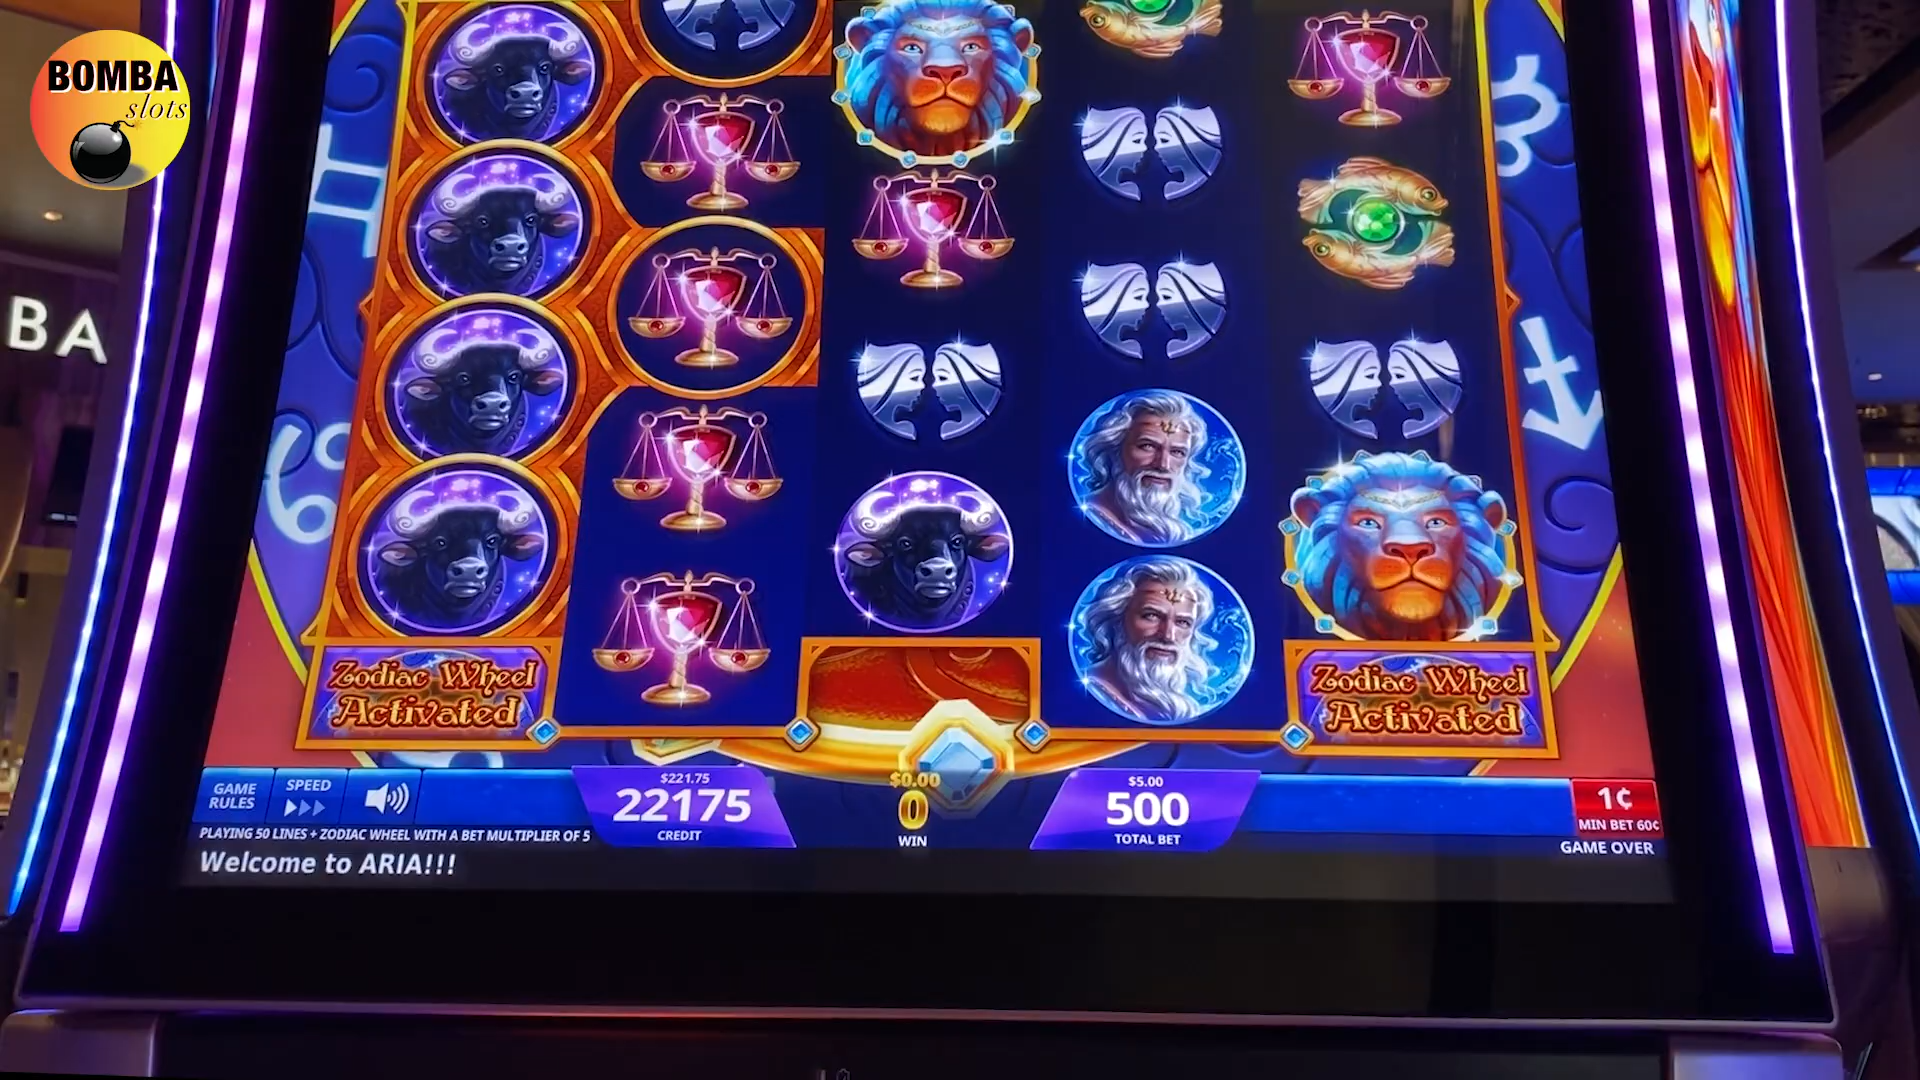 BOMBA
slots
BA
Zodiac Wheel
Activated
Zodiac Wheel
Activated
GAME
RULES
SPEED
$221.75
22175
CREDIT
$0.00
0
WIN
$5.00
500
TOTAL BET
1¢
MIN BET 60¢
PLAYING 50 LINES + ZODIAC WHEEL WITH A BET MULTIPLIER OF 5
GAME OVER
Welcome to ARIA!!!